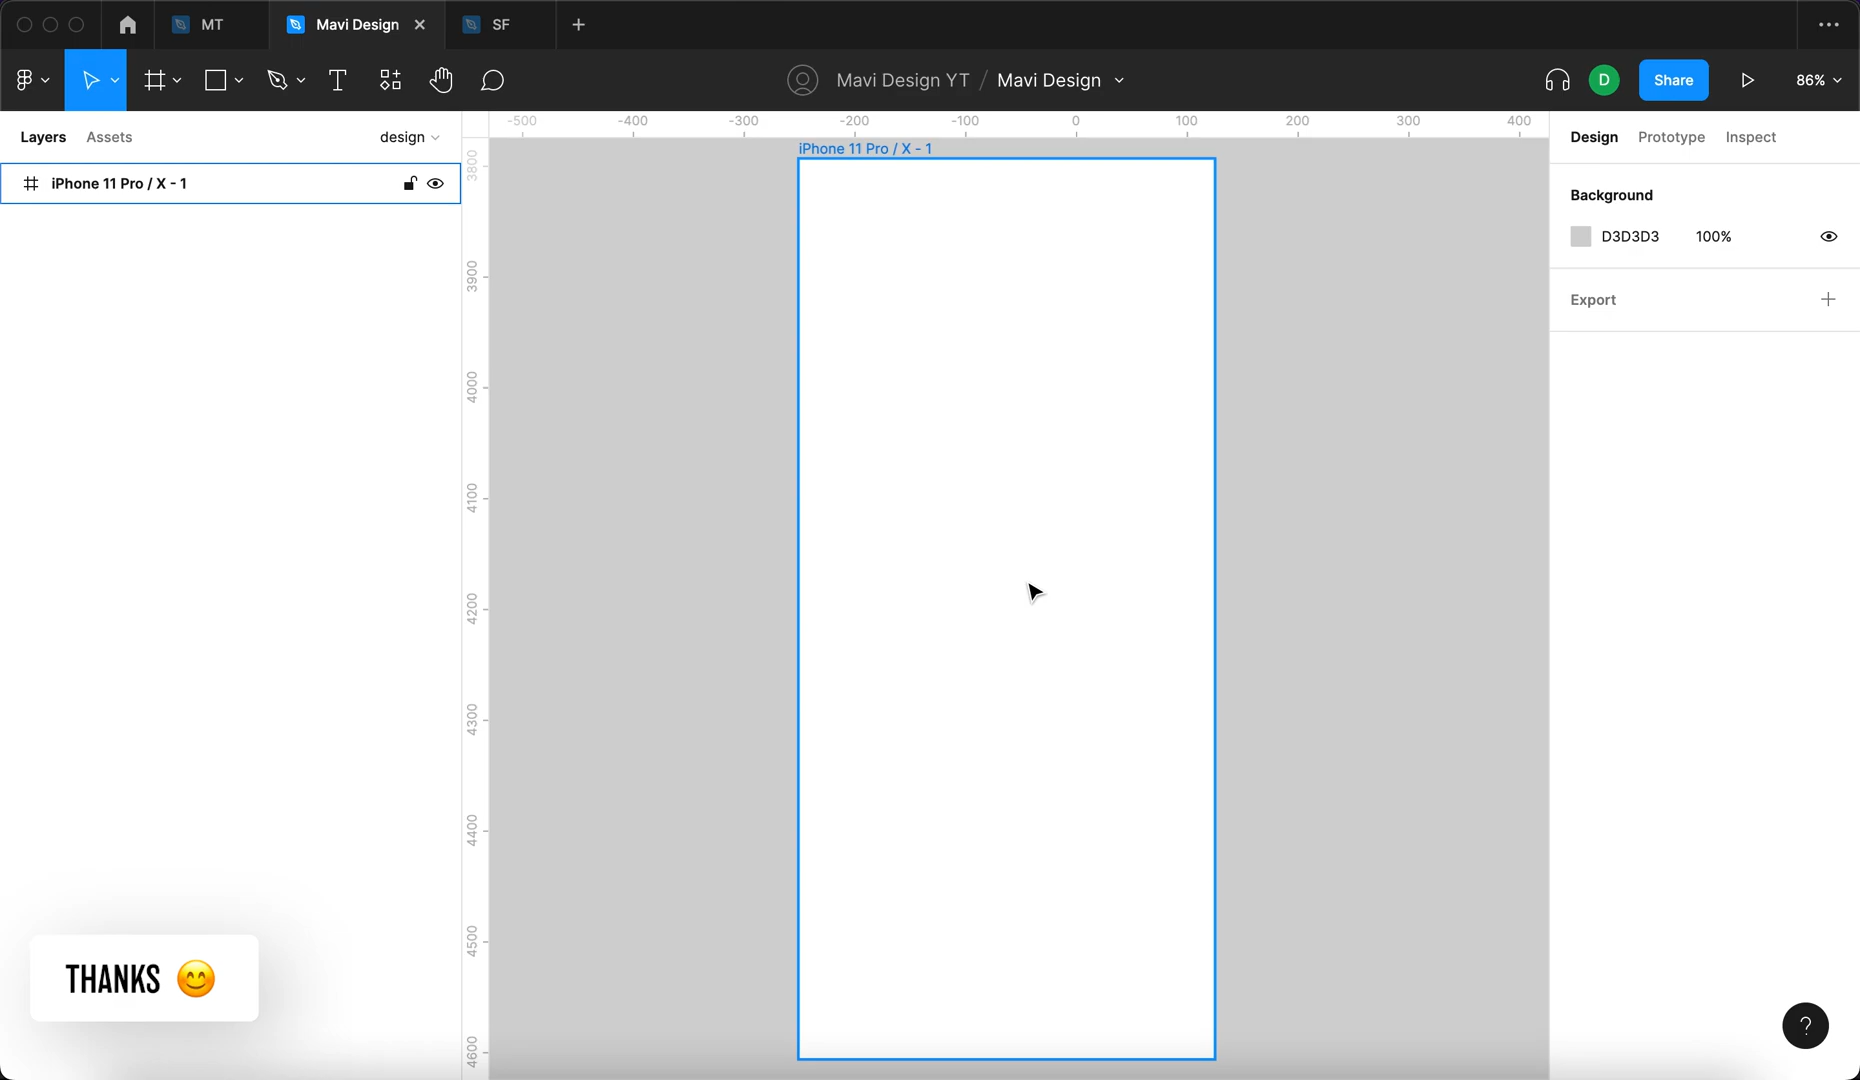 MT
Mavi Design
SF
Mavi Design YT / Mavi Design
D
Share
86%
Layers
Assets
design
iPhone 11 Pro / X - 1
-500
-400
-300
-200
-100
0
100
200
300
400
iPhone 11 Pro / X - 1
3800
3900
4000
4100
4200
4300
4400
4500
4600
Design
Prototype
Inspect
Background
D3D3D3
100%
Export
THANKS 😊
?